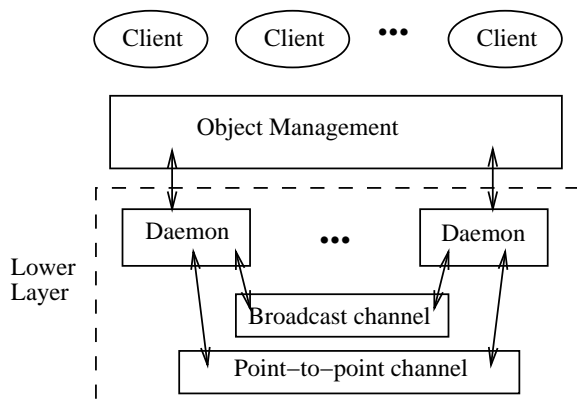 Client
Client
•••
Client
Object Management
Daemon
•••
Daemon
Lower
Layer
Broadcast channel
Point−to−point channel